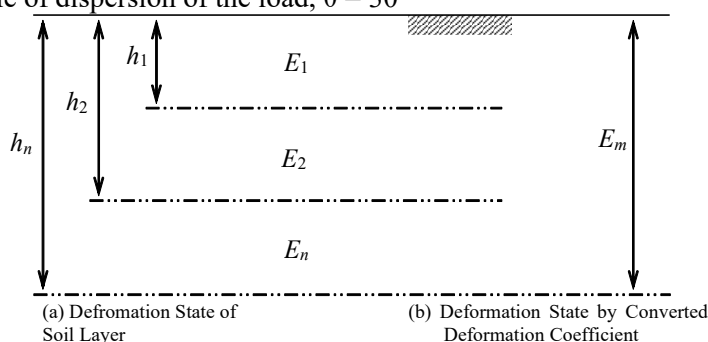 of dispersion of the load, θ = 30
h1
E1
h2
hn
E2
Em
En
(a) Defromation State of
Soil Layer
(b) Deformation State by Converted
Deformation Coefficient